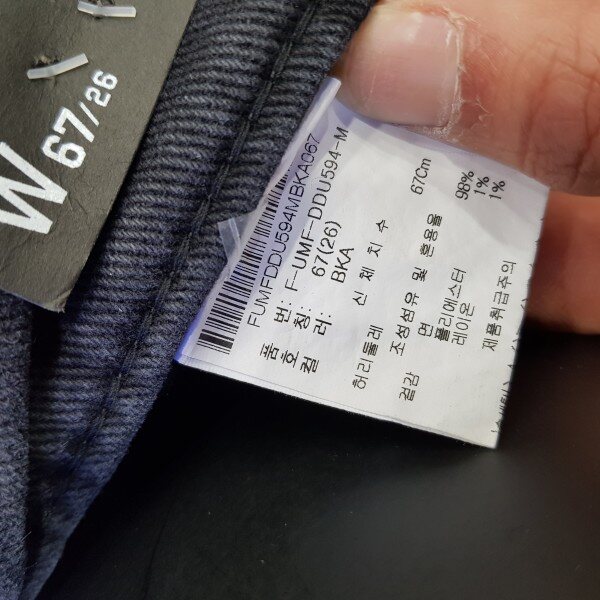 W 67/26
FUMFDDU594MBKA067
품 번: F-UMF-DDU594-M
호 칭: 67(26)
컬 러: BKA
신 체 치 수
허리둘레 67Cm
조성섬유 및 혼용율
겉감 면 98%
폴리에스터 1%
레이온 1%
제품취급주의